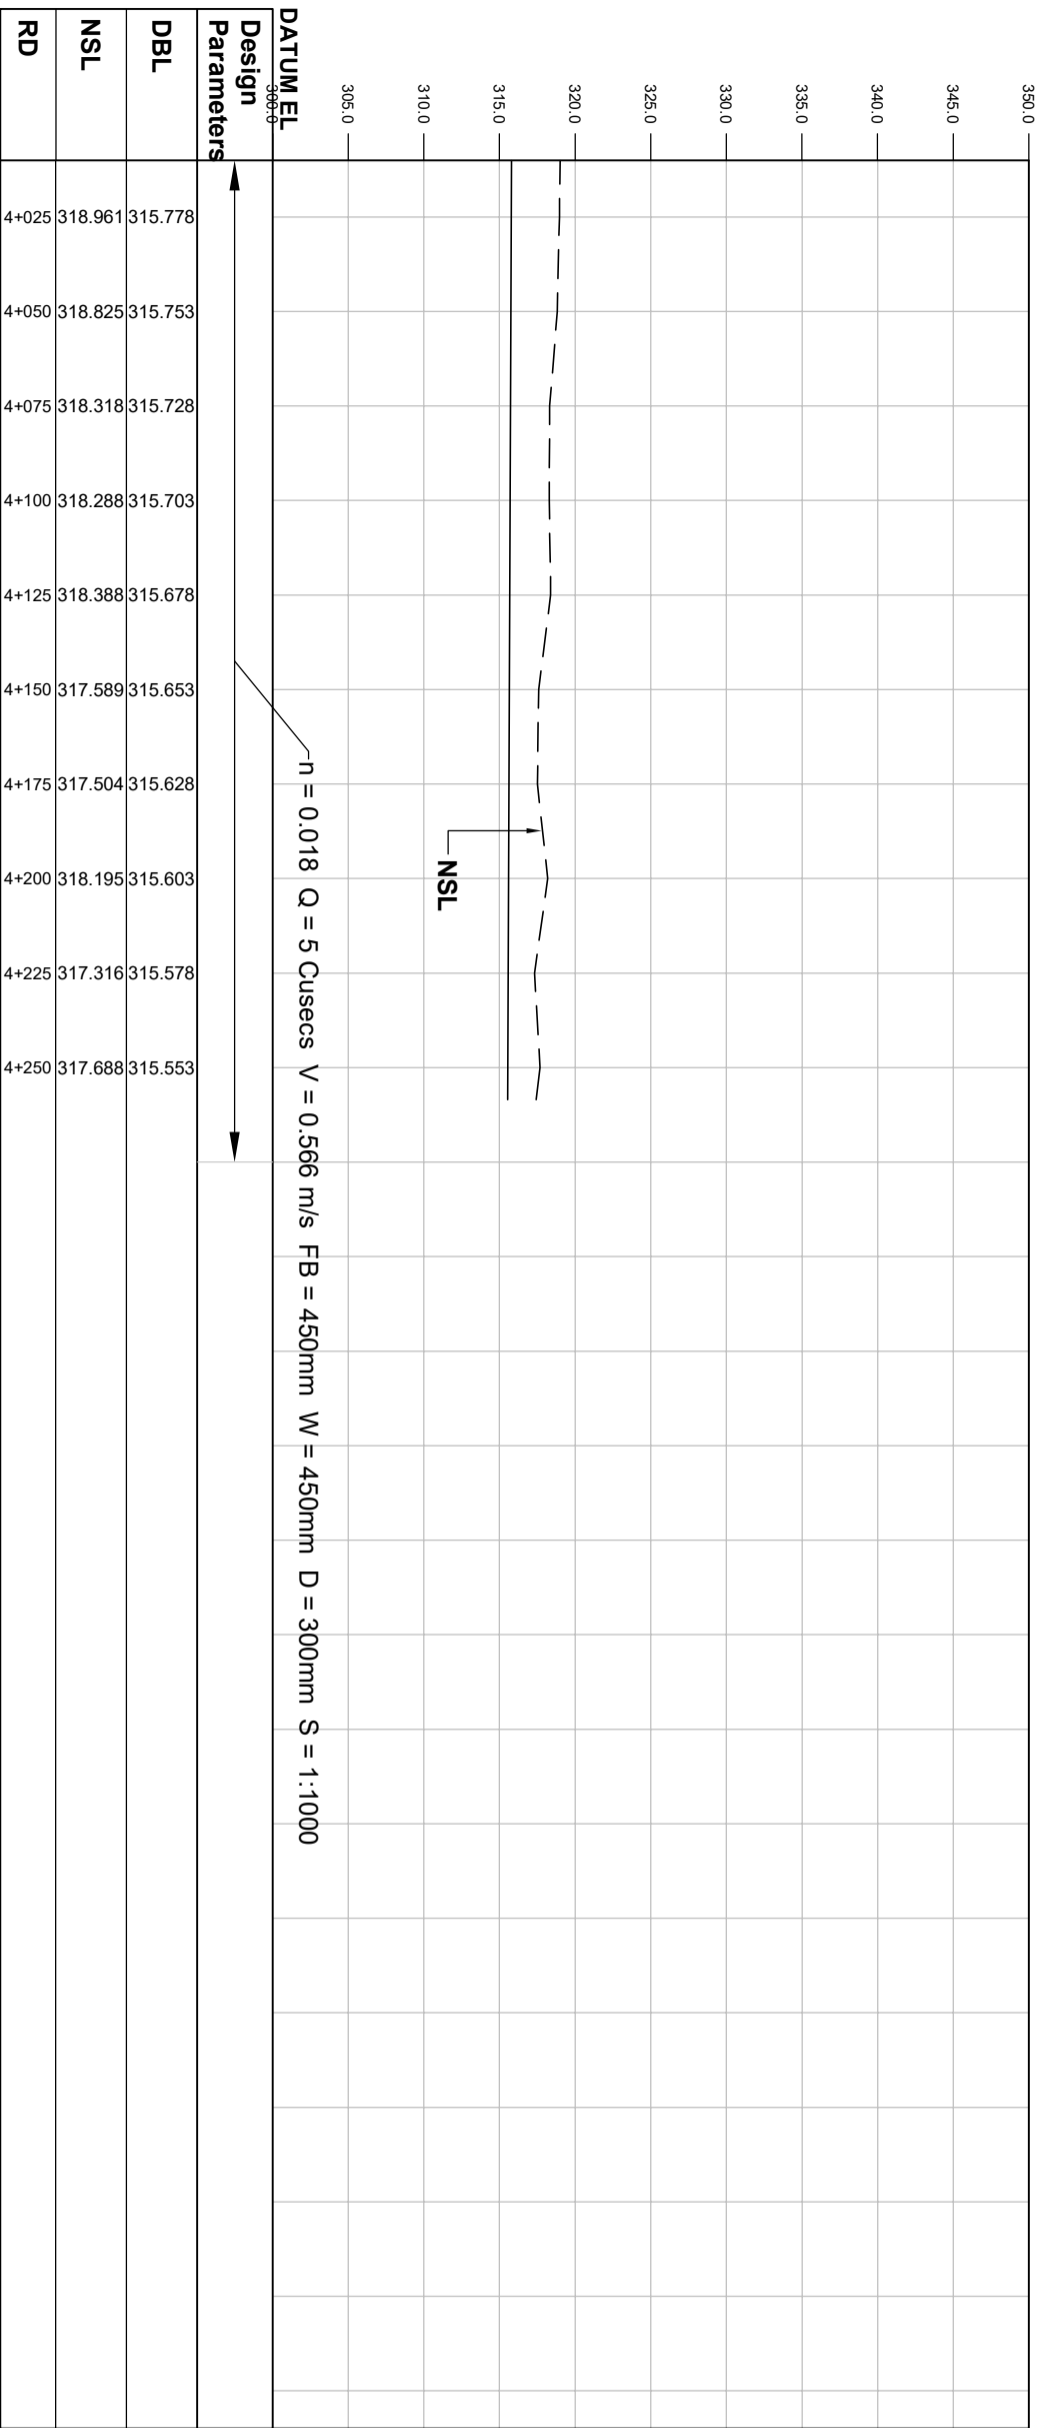 350.0
345.0
340.0
335.0
330.0
325.0
320.0
315.0
310.0
305.0
300.0
DATUM EL
NSL
n = 0.018 Q = 5 Cusecs V = 0.566 m/s FB = 450mm W = 450mm D = 300mm S = 1:1000
Design
Parameters
DBL 315.778 315.753 315.728 315.703 315.678 315.653 315.628 315.603 315.578 315.553
NSL 318.961 318.825 318.318 318.288 318.388 317.589 317.504 318.195 317.316 317.688
RD 4+025 4+050 4+075 4+100 4+125 4+150 4+175 4+200 4+225 4+250